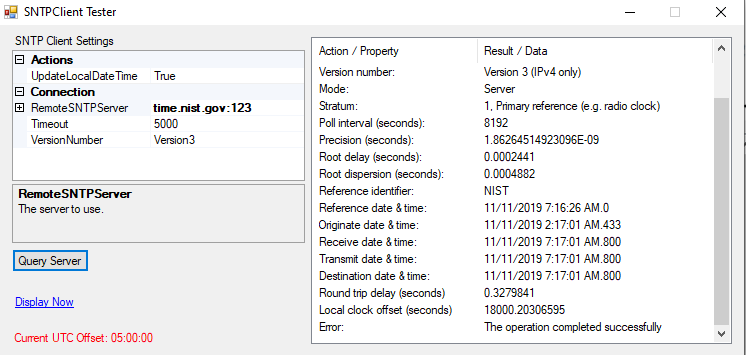 SNTPClient Tester
SNTP Client Settings
Actions
UpdateLocalDateTime True
Connection
RemoteSNTPServer time.nist.gov:123
Timeout 5000
VersionNumber Version3
RemoteSNTPServer
The server to use.
Query Server
Display Now
Current UTC Offset: 05:00:00
Action / Property Result / Data
Version number: Version 3 (IPv4 only)
Mode: Server
Stratum: 1, Primary reference (e.g. radio clock)
Poll interval (seconds): 8192
Precision (seconds): 1.86264514923096E-09
Root delay (seconds): 0.0002441
Root dispersion (seconds): 0.0004882
Reference identifier: NIST
Reference date & time: 11/11/2019 7:16:26 AM.0
Originate date & time: 11/11/2019 2:17:01 AM.433
Receive date & time: 11/11/2019 7:17:01 AM.800
Transmit date & time: 11/11/2019 7:17:01 AM.800
Destination date & time: 11/11/2019 7:17:01 AM.800
Round trip delay (seconds) 0.3279841
Local clock offset (seconds) 18000.20306595
Error: The operation completed successfully